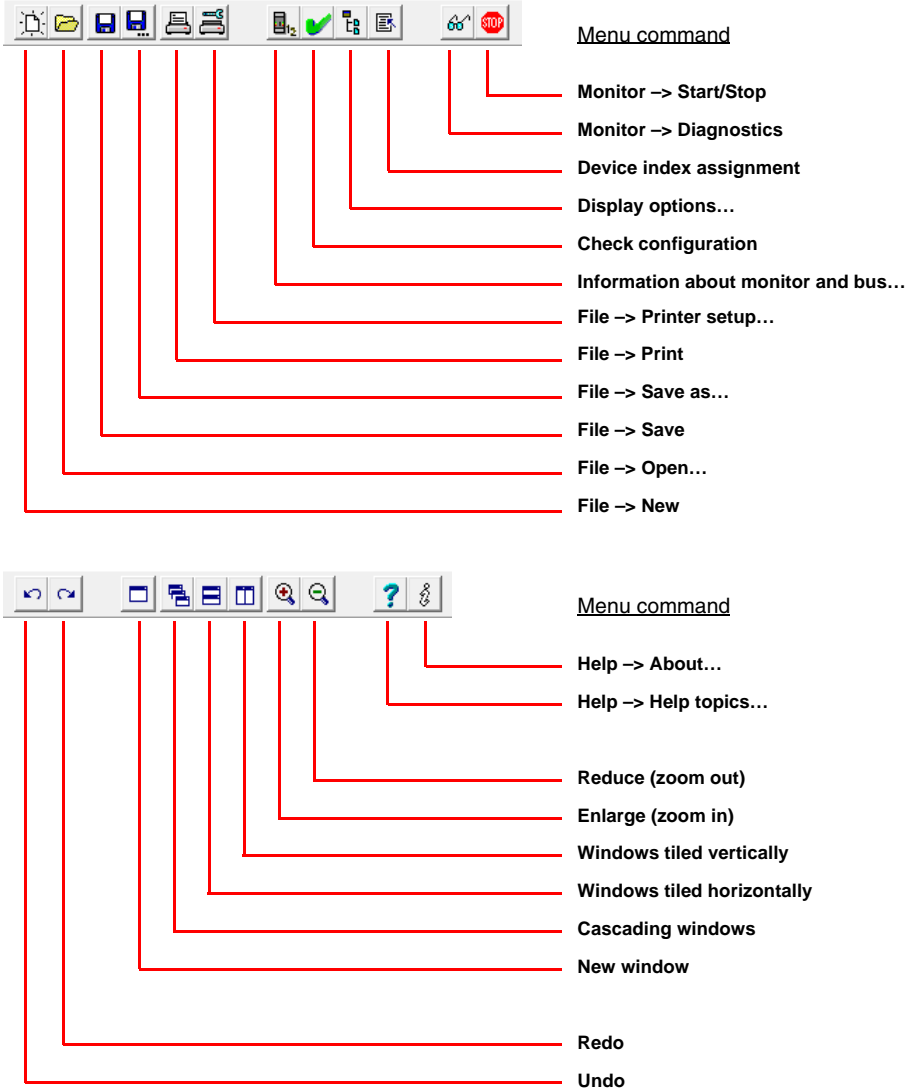 STOP
Menu command
Monitor –> Start/Stop
Monitor –> Diagnostics
Device index assignment
Display options…
Check configuration
Information about monitor and bus…
File –> Printer setup…
File –> Print
File –> Save as…
File –> Save
File –> Open…
File –> New
Menu command
Help –> About…
Help –> Help topics…
Reduce (zoom out)
Enlarge (zoom in)
Windows tiled vertically
Windows tiled horizontally
Cascading windows
New window
Redo
Undo